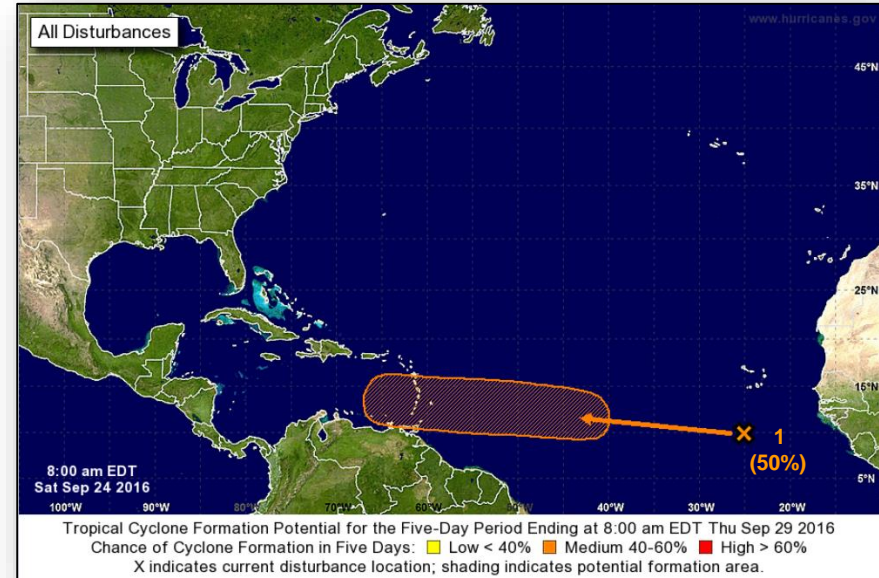 All Disturbances
www.hurricanes.gov
45°N
35°N
25°N
15°N
1
(50%)
5°N
8:00 am EDT
Sat Sep 24 2016
100°W 90°W 80°W 70°W 60°W 50°W 40°W 30°W 20°W
Tropical Cyclone Formation Potential for the Five-Day Period Ending at 8:00 am EDT Thu Sep 29 2016
Chance of Cyclone Formation in Five Days: Low < 40% Medium 40-60% High > 60%
X indicates current disturbance location; shading indicates potential formation area.